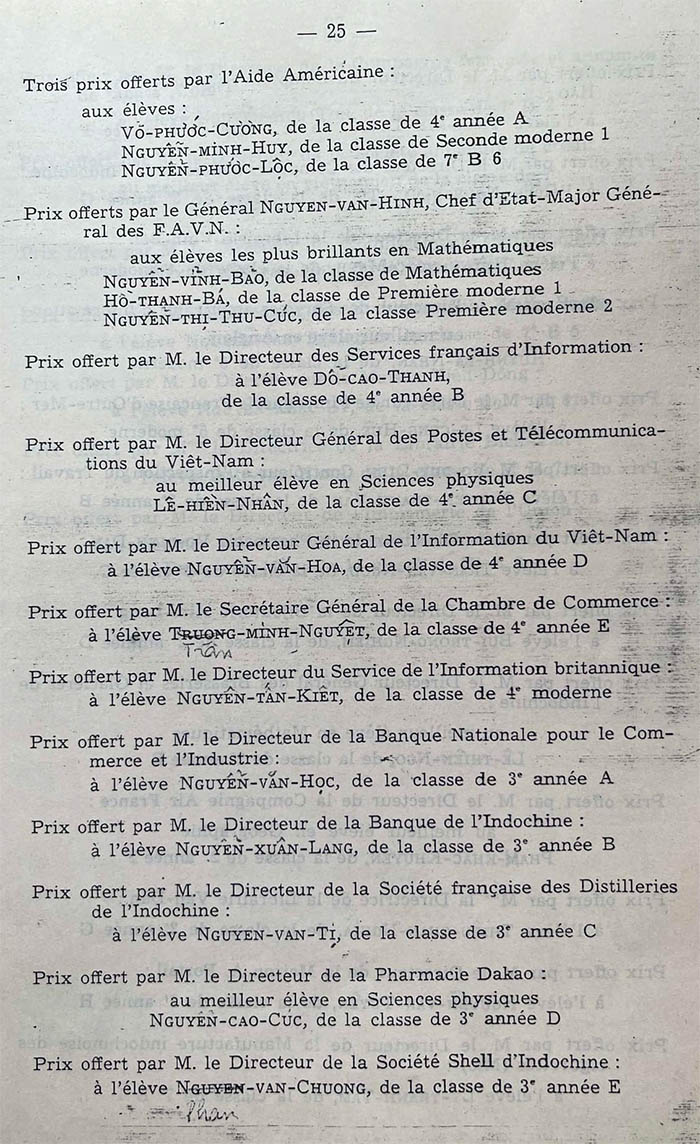 — 25 —
Trois prix offerts par l'Aide Américaine :
aux élèves :
VÕ-PHƯỚC-CƯỜNG, de la classe de 4e année A
NGUYỄN-MINH-HUY, de la classe de Seconde moderne 1
NGUYỄN-PHƯỚC-LỘC, de la classe de 7e B 6
Prix offerts par le Général NGUYEN-VAN-HINH, Chef d'Etat-Major Géné-
ral des F.A.V.N. :
aux élèves les plus brillants en Mathématiques
NGUYỄN-VĨNH-BẢO, de la classe de Mathématiques
HỒ-THANH-BÁ, de la classe de Première moderne 1
NGUYỄN-THỊ-THU-CÚC, de la classe Première moderne 2
Prix offert par M. le Directeur des Services français d'Information :
à l'élève DÔ-CAO-THANH,
de la classe de 4e année B
Prix offert par M. le Directeur Général des Postes et Télécommunica-
tions du Viêt-Nam :
au meilleur élève en Sciences physiques
LÊ-HIỀN-NHÂN, de la classe de 4e année C
Prix offert par M. le Directeur Général de l'Information du Viêt-Nam :
à l'élève NGUYỄN-VĂN-HOA, de la classe de 4e année D
Prix offert par M. le Secrétaire Général de la Chambre de Commerce :
à l'élève TRUONG-MINH-NGUYỆT, de la classe de 4e année E
Trần
Prix offert par M. le Directeur du Service de l'Information britannique :
à l'élève NGUYÊN-TẤN-KIÊT, de la classe de 4e moderne
Prix offert par M. le Directeur de la Banque Nationale pour le Com-
merce et l'Industrie :
à l'élève NGUYỄN-VĂN-HỌC, de la classe de 3e année A
Prix offert par M. le Directeur de la Banque de l'Indochine :
à l'élève NGUYỄN-XUÂN-LANG, de la classe de 3e année B
Prix offert par M. le Directeur de la Société française des Distilleries
de l'Indochine :
à l'élève NGUYEN-VAN-TỊ, de la classe de 3e année C
Prix offert par M. le Directeur de la Pharmacie Dakao :
au meilleur élève en Sciences physiques
NGUYỄN-CAO-CÚC, de la classe de 3e année D
Prix offert par M. le Directeur de la Société Shell d'Indochine :
à l'élève NGUYEN-VAN-CHUONG, de la classe de 3e année E
Phan